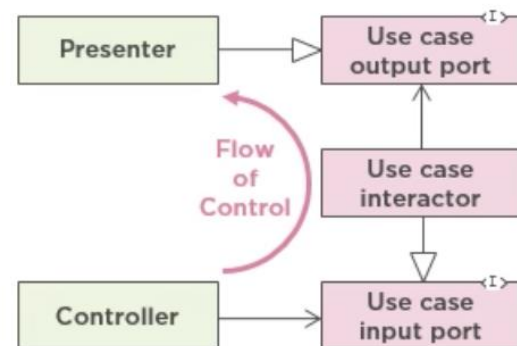 Presenter
<I>
Use case
output port
Flow
of
Control
Use case
interactor
Controller
<I>
Use case
input port